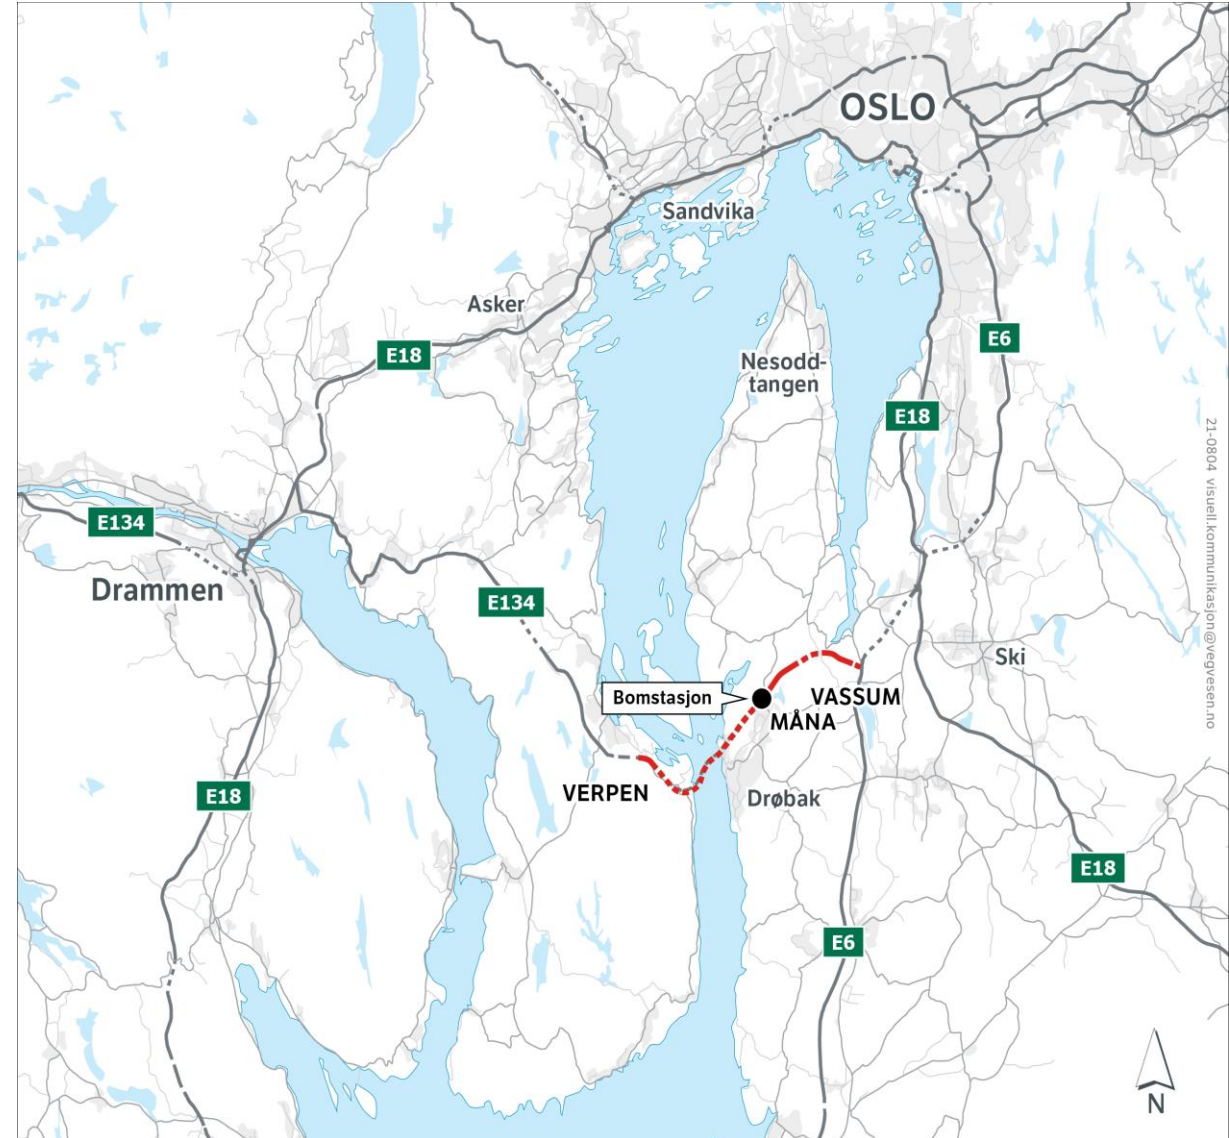 OSLO
Sandvika
Asker
E18
E6
Nesodd-
tangen
E18
E134
Drammen
E134
Ski
Bomstasjon
VASSUM
MÅNA
VERPEN
Drøbak
E18
E18
E6
N
21-0804 visuell.kommunikasjon@vegvesen.no